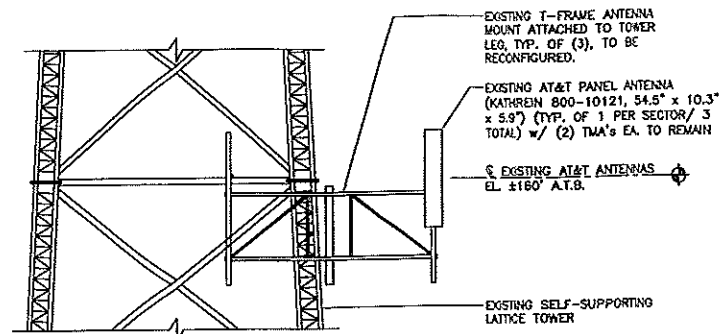 EXISTING T-FRAME ANTENNA
MOUNT ATTACHED TO TOWER
LEG, TYP. OF (3), TO BE
RECONFIGURED.
EXISTING AT&T PANEL ANTENNA
(KATHREIN 800-10121, 54.5" x 10.3"
x 5.9") (TYP. OF 1 PER SECTOR/ 3
TOTAL) w/ (2) TMA's EA. TO REMAIN
℄ EXISTING AT&T ANTENNAS
EL. ±160' A.T.B.
EXISTING SELF-SUPPORTING
LATTICE TOWER